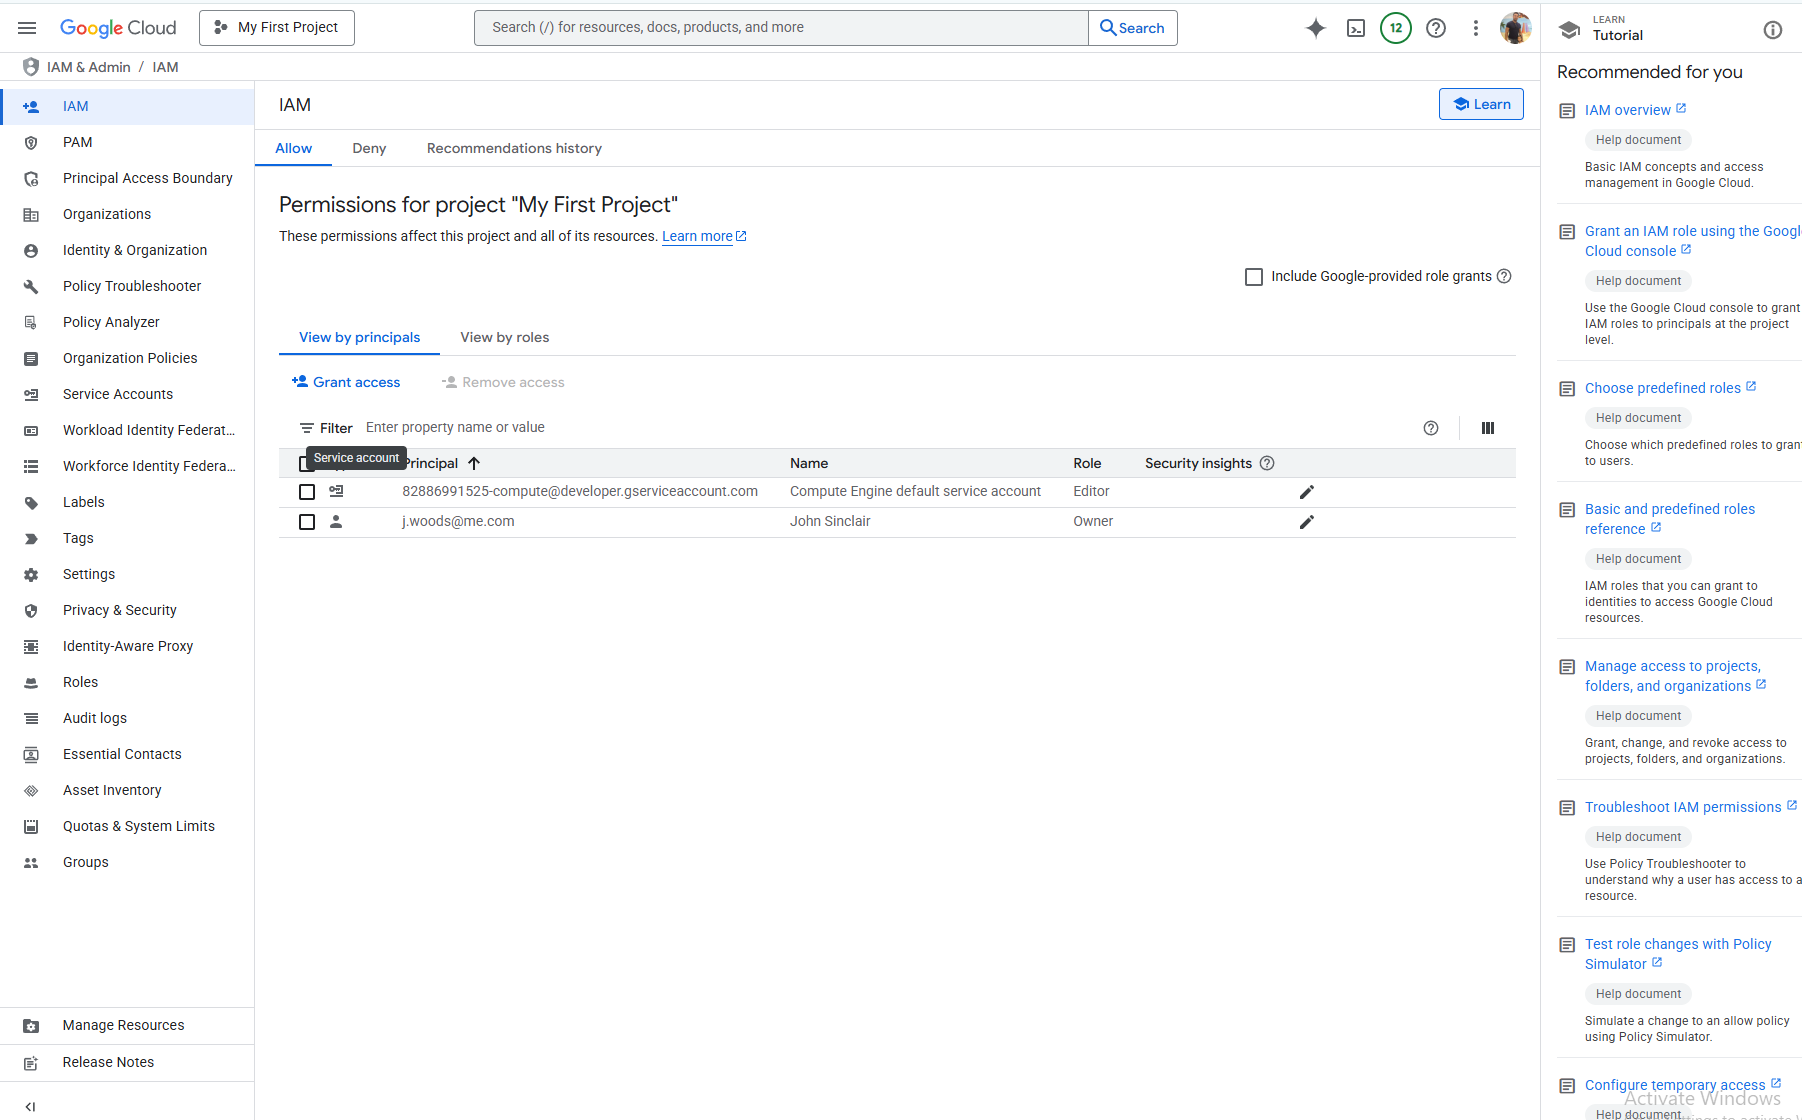 Google Cloud
My First Project
Search (/) for resources, docs, products, and more
Search
12
LEARN
Tutorial
IAM & Admin / IAM
IAM
PAM
Principal Access Boundary
Organizations
Identity & Organization
Policy Troubleshooter
Policy Analyzer
Organization Policies
Service Accounts
Workload Identity Federat...
Workforce Identity Federa...
Labels
Tags
Settings
Privacy & Security
Identity-Aware Proxy
Roles
Audit logs
Essential Contacts
Asset Inventory
Quotas & System Limits
Groups
Manage Resources
Release Notes
IAM
Learn
Allow Deny Recommendations history
Permissions for project "My First Project"
These permissions affect this project and all of its resources. Learn more
Include Google-provided role grants
View by principals View by roles
Grant access Remove access
Filter Enter property name or value
Service account
Principal Name Role Security insights
82886991525-compute@developer.gserviceaccount.com Compute Engine default service account Editor
j.woods@me.com John Sinclair Owner
Recommended for you
IAM overview
Help document
Basic IAM concepts and access
management in Google Cloud.
Grant an IAM role using the Googl
Cloud console
Help document
Use the Google Cloud console to grant
IAM roles to principals at the project
level.
Choose predefined roles
Help document
Choose which predefined roles to gran
to users.
Basic and predefined roles
reference
Help document
IAM roles that you can grant to
identities to access Google Cloud
resources.
Manage access to projects,
folders, and organizations
Help document
Grant, change, and revoke access to
projects, folders, and organizations.
Troubleshoot IAM permissions
Help document
Use Policy Troubleshooter to
understand why a user has access to a
resource.
Test role changes with Policy
Simulator
Help document
Simulate a change to an allow policy
using Policy Simulator.
Configure temporary access
Activate Windows
Help document